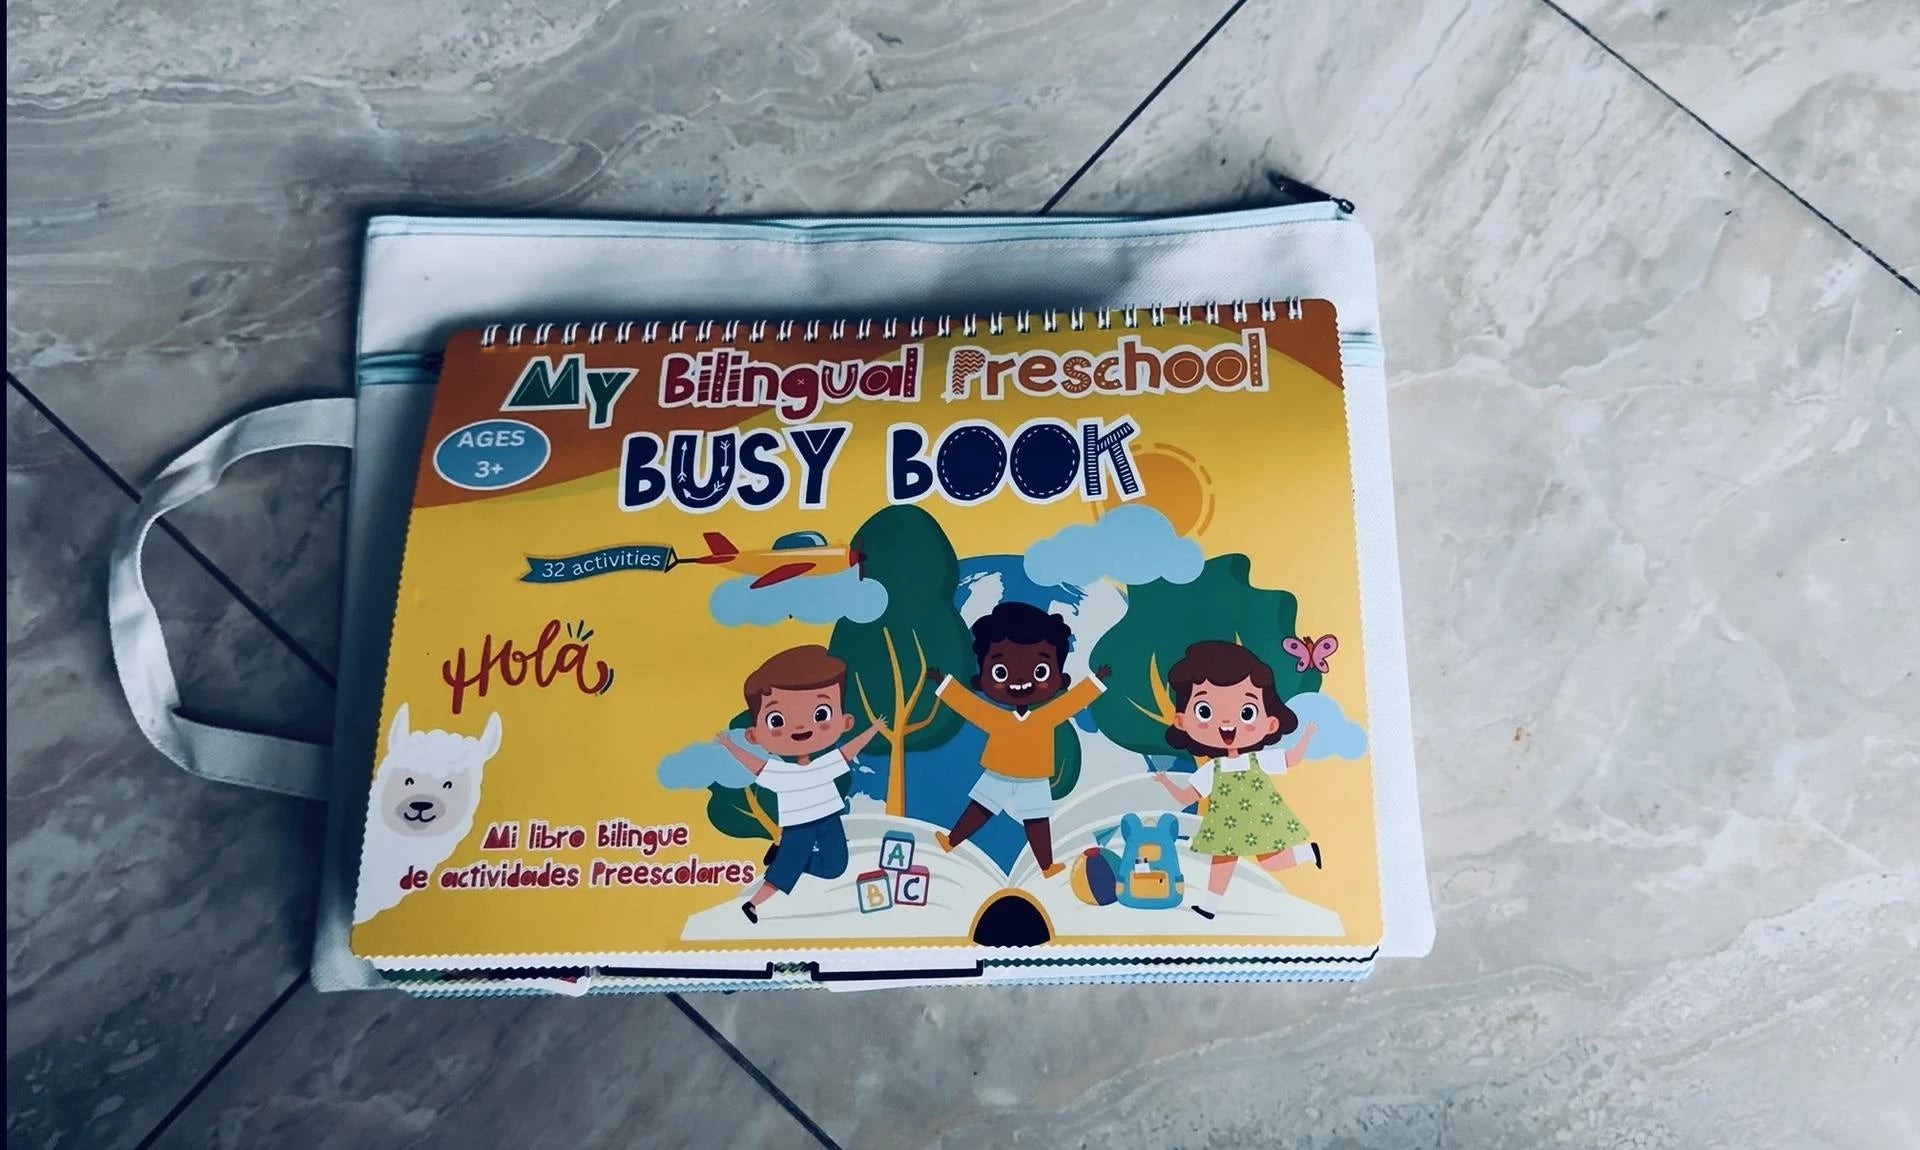 My Bilingual Preschool
BUSY BOOK
AGES
3+
32 activities
Hola
Mi libro Bilingue
de actividades Preescolares
A
B C